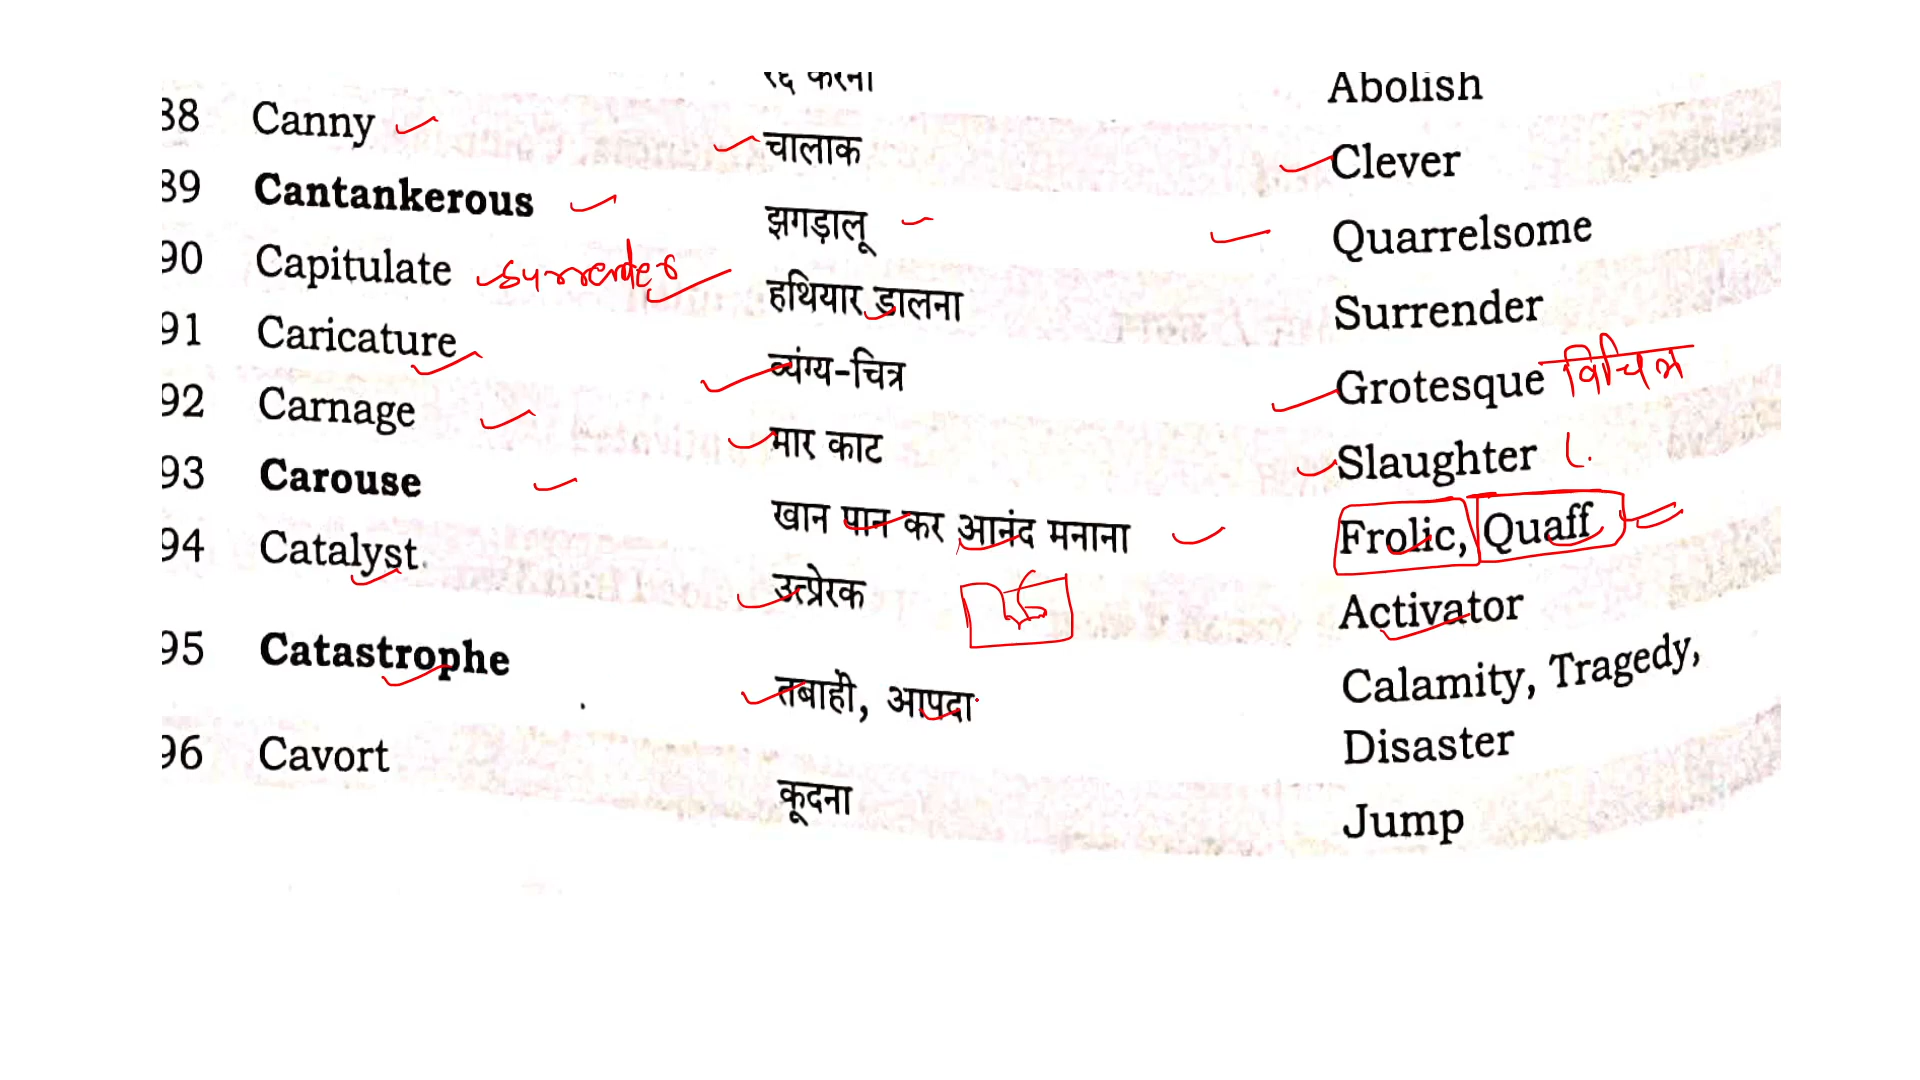 रद्द करना Abolish
88 Canny चालाक Clever
89 Cantankerous झगड़ालू Quarrelsome
90 Capitulate surrender हथियार डालना Surrender
91 Caricature व्यंग्य-चित्र Grotesque विचित्र
92 Carnage मार काट Slaughter
93 Carouse खान पान कर आनंद मनाना Frolic, Quaff
94 Catalyst उत्प्रेरक Activator
95 Catastrophe तबाही, आपदा Calamity, Tragedy,
Disaster
96 Cavort कूदना Jump